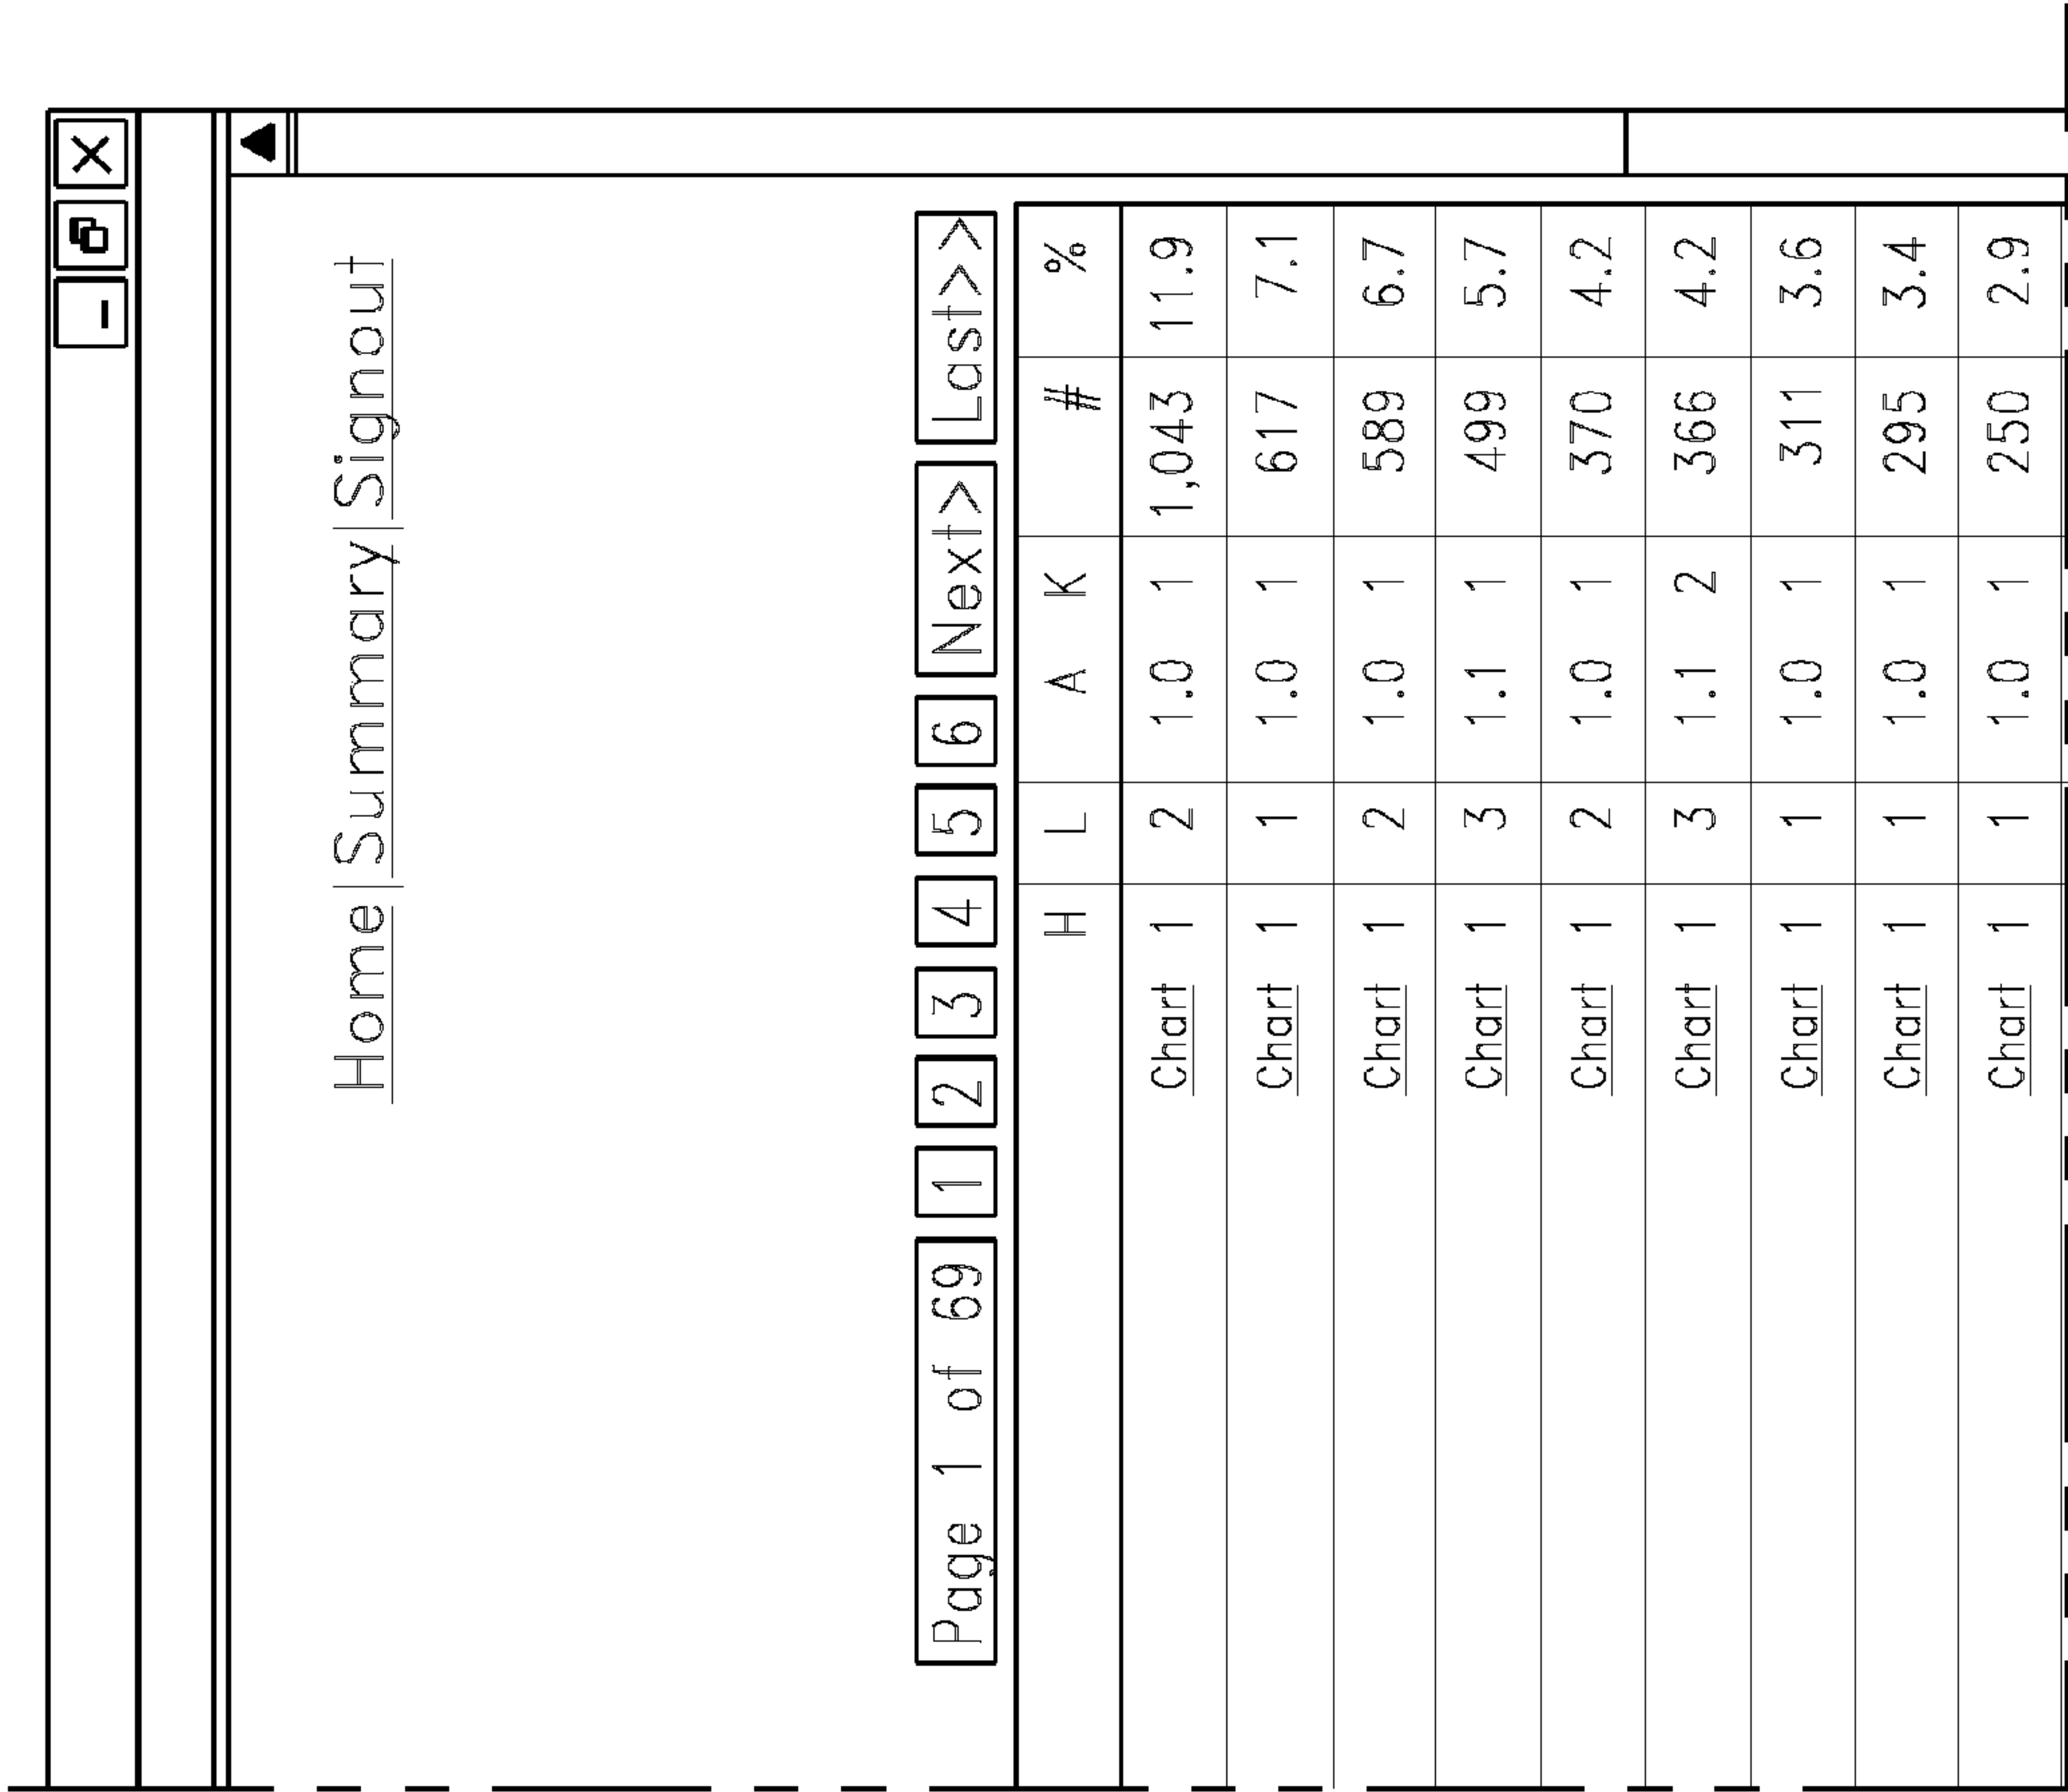 Home|Summary|Signout
Page 1 of 69 1 2 3 4 5 6 Next> Last>>
H L A K # %
Chart 1 2 1.0 1 1,043 11.9
Chart 1 1 1.0 1 617 7.1
Chart 1 2 1.0 1 589 6.7
Chart 1 3 1.1 1 499 5.7
Chart 1 2 1.0 1 370 4.2
Chart 1 3 1.1 2 366 4.2
Chart 1 1 1.0 1 311 3.6
Chart 1 1 1.0 1 295 3.4
Chart 1 1 1.0 1 250 2.9